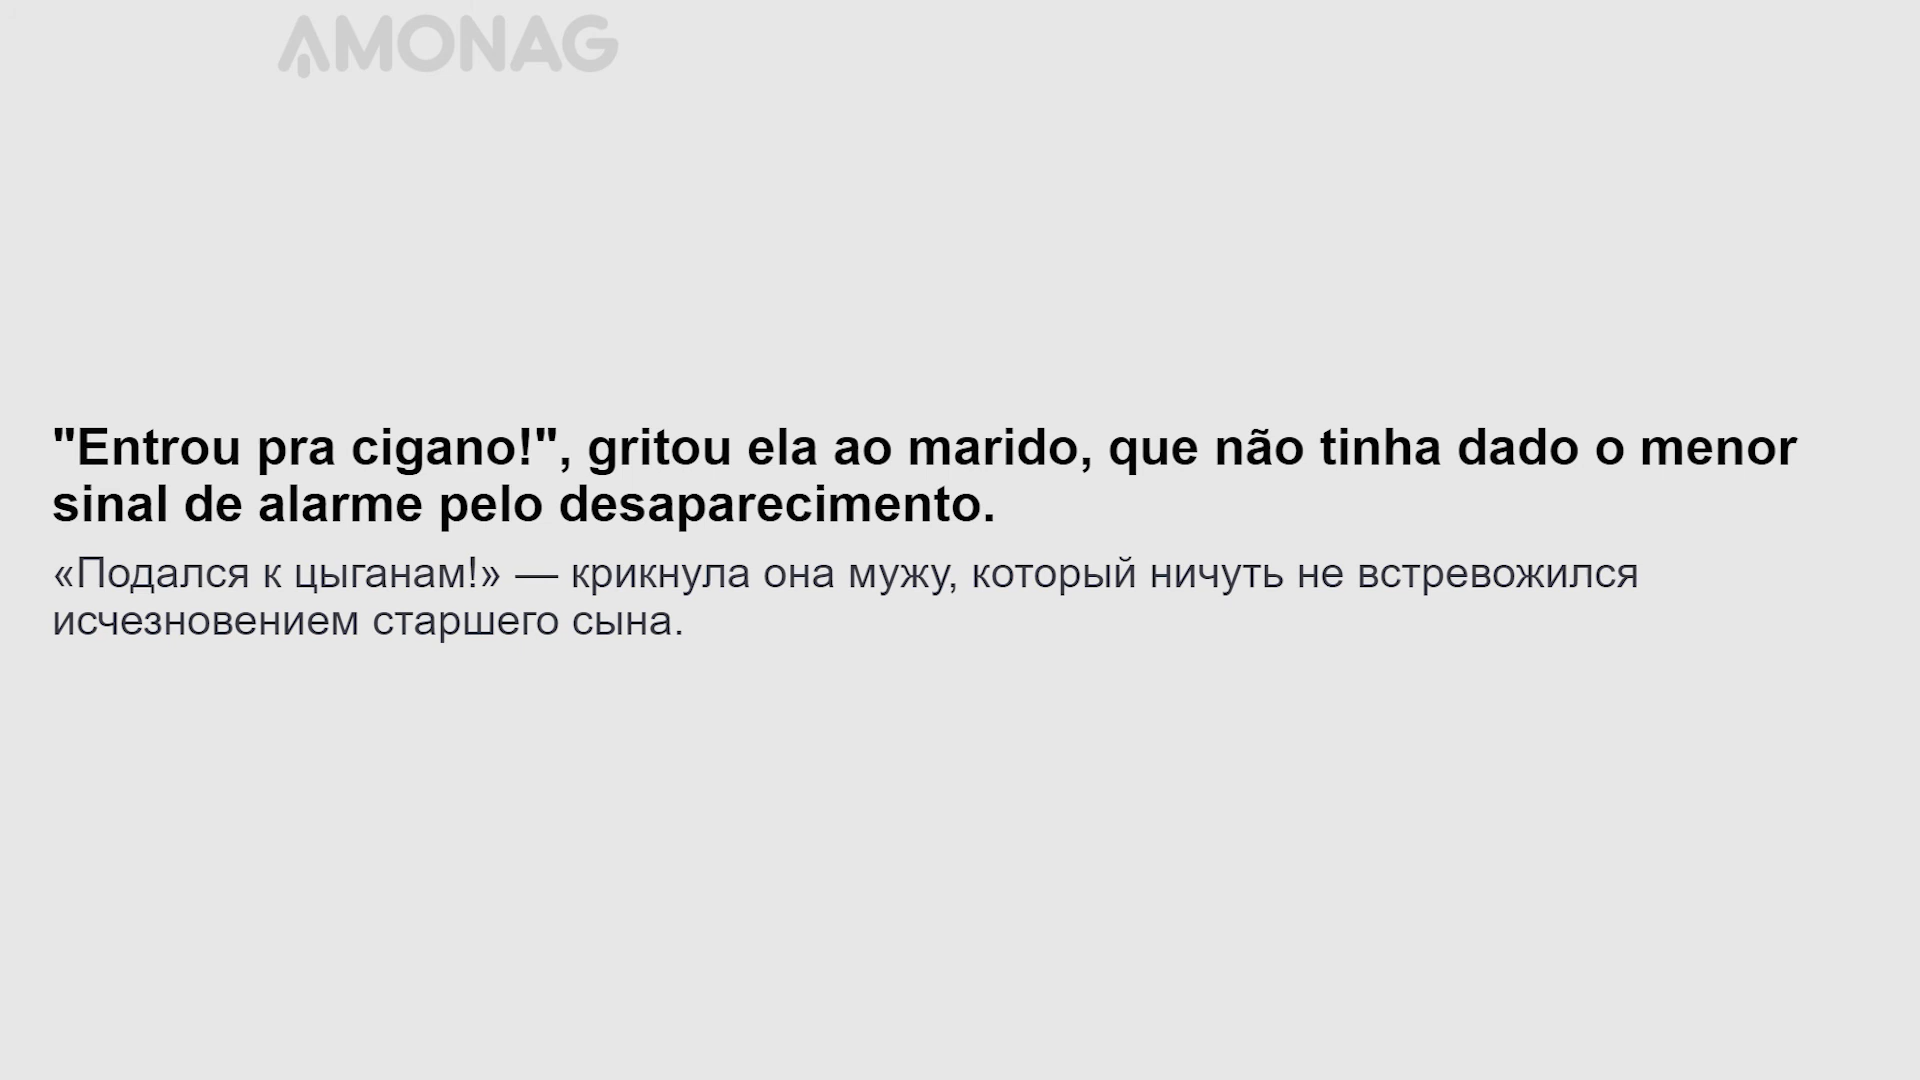 AMONAG
"Entrou pra cigano!", gritou ela ao marido, que não tinha dado o menor
sinal de alarme pelo desaparecimento.
«Подался к цыганам!» — крикнула она мужу, который ничуть не встревожился
исчезновением старшего сына.